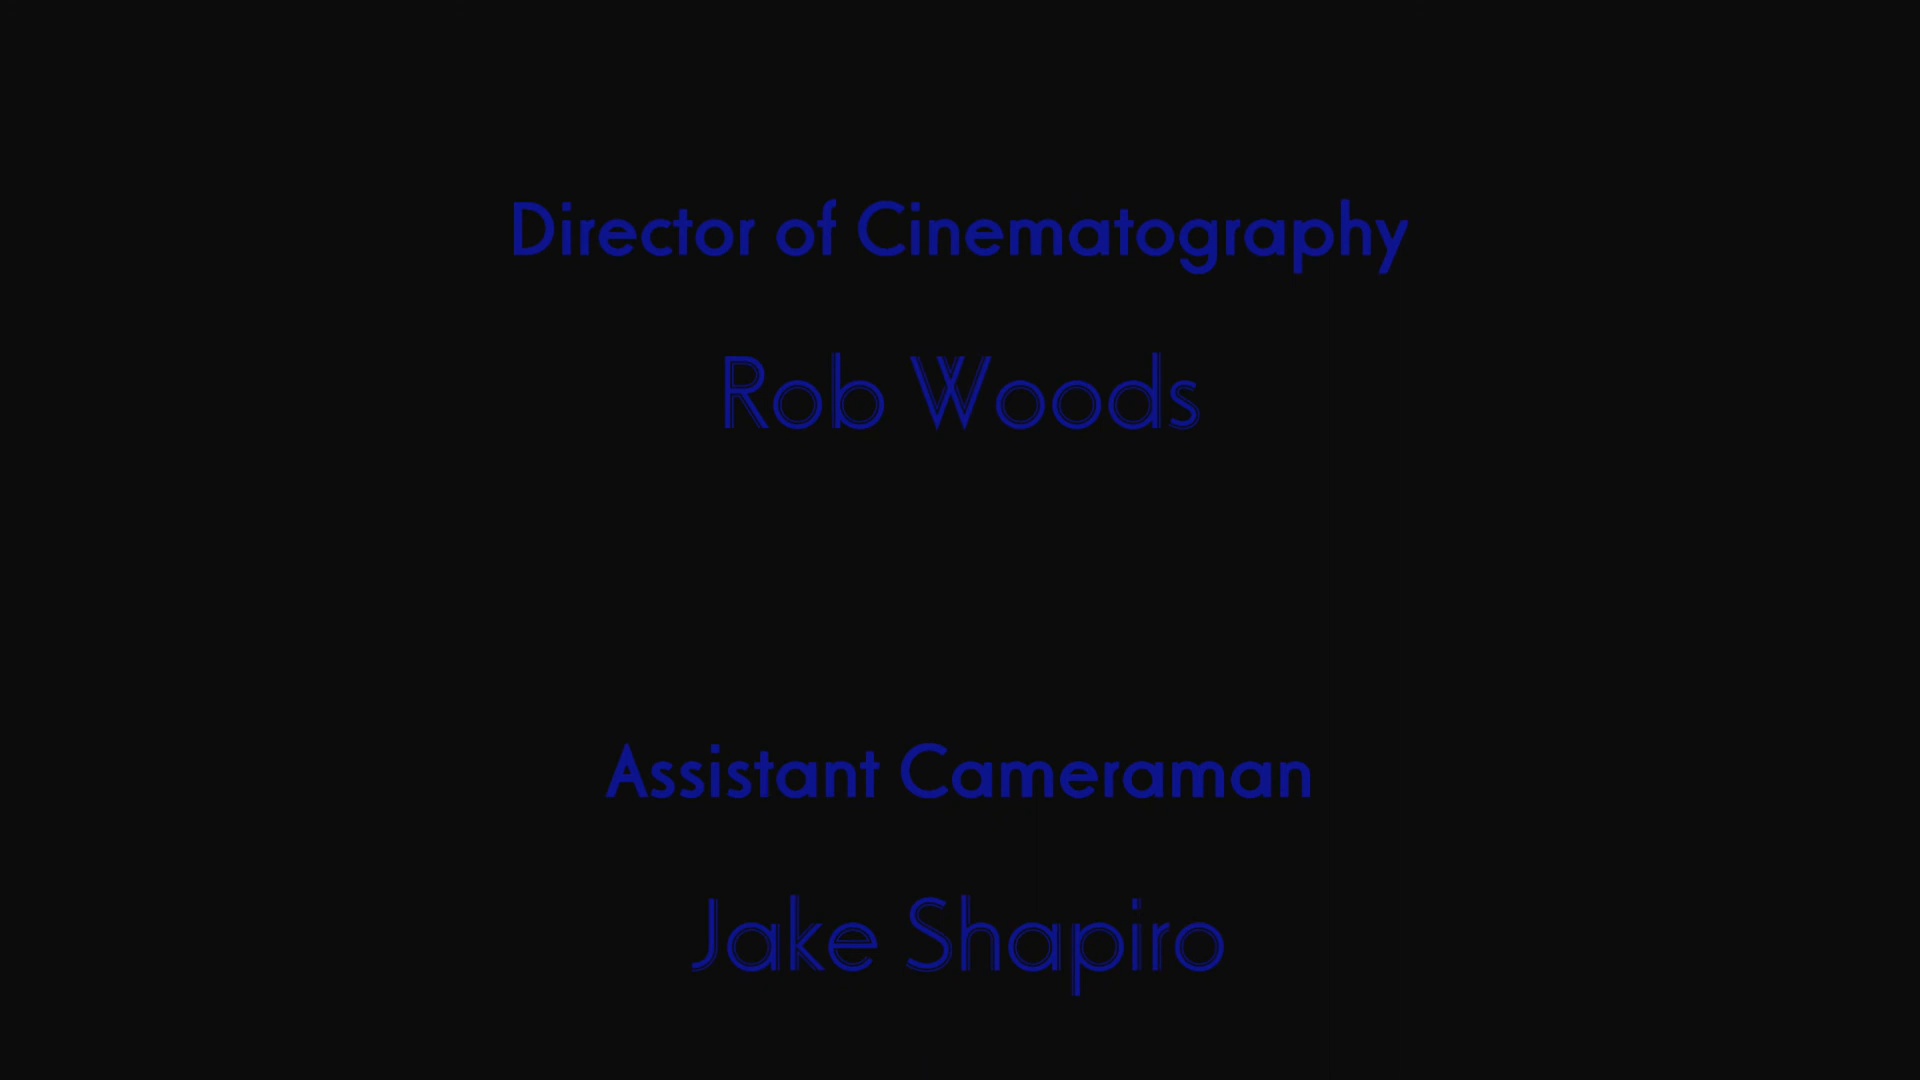 Director of Cinematography
Rob Woods
Assistant Cameraman
Jake Shapiro